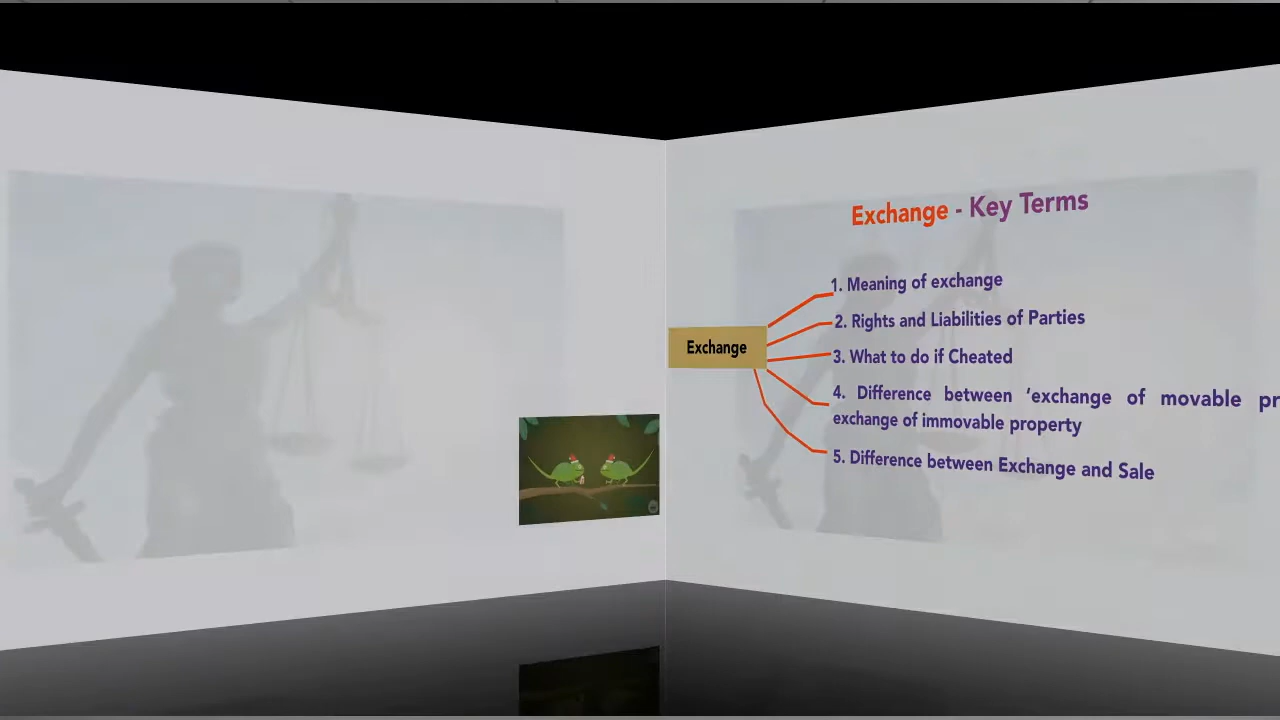 Exchange - Key Terms
1. Meaning of exchange
2. Rights and Liabilities of Parties
Exchange
3. What to do if Cheated
4. Difference between ‘exchange of movable pr
exchange of immovable property
5. Difference between Exchange and Sale